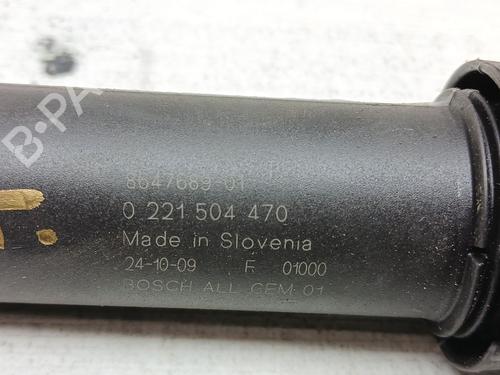 B-PA
8647689 01
0 221 504 470
Made in Slovenia
24-10-09 F 01000
BOSCH ALL CEM 01